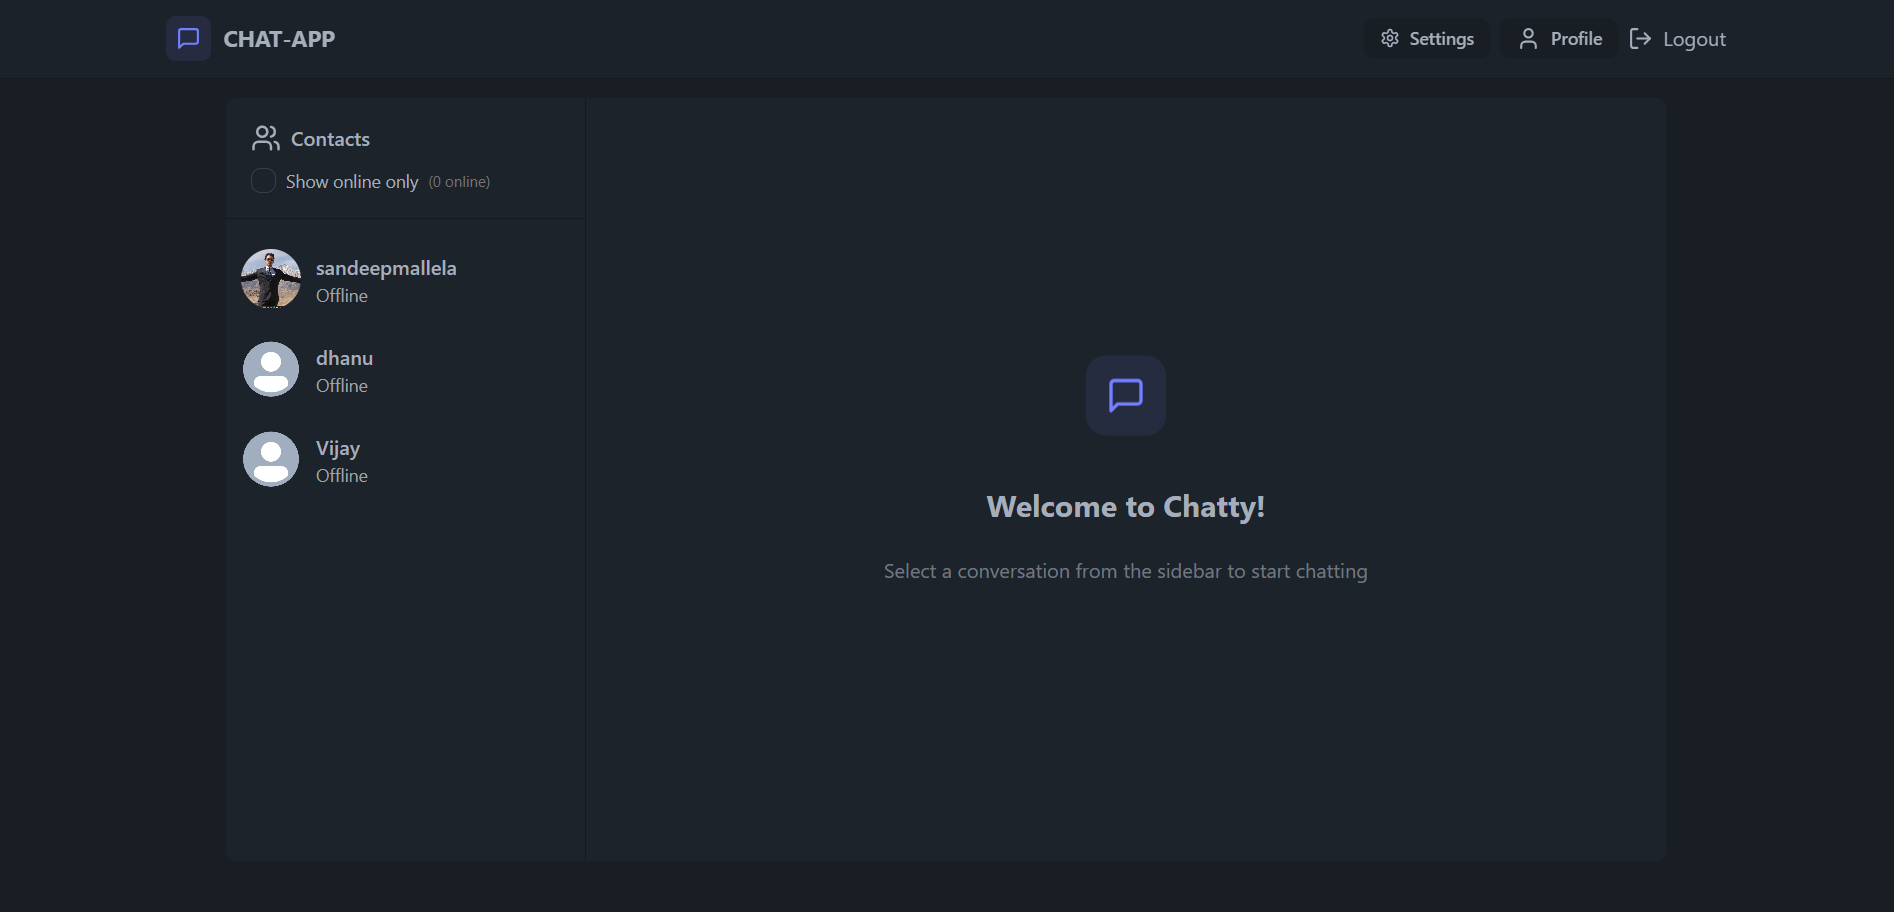 CHAT-APP
Settings
Profile
Logout
Contacts
Show online only (0 online)
sandeepmallela
Offline
dhanu
Offline
Vijay
Offline
Welcome to Chatty!
Select a conversation from the sidebar to start chatting